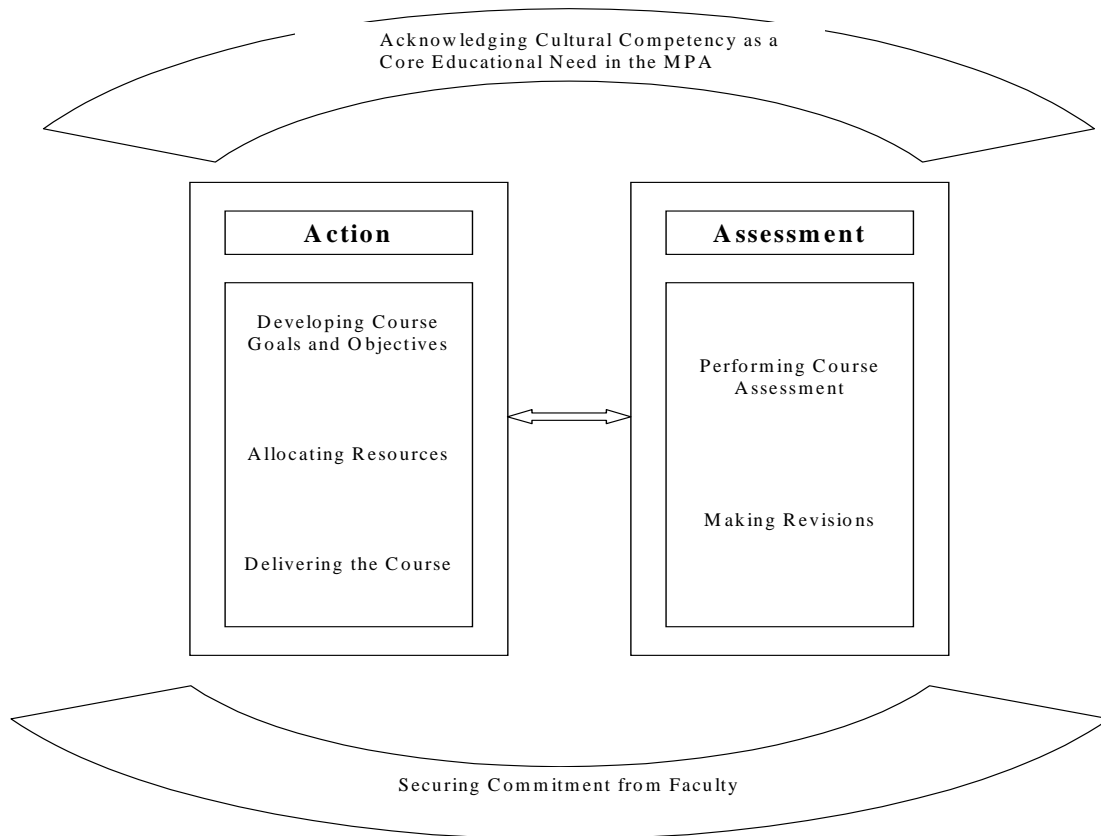 Acknowledging Cultural Competency as a
Core Educational Need in the MPA
Action
Developing Course
Goals and Objectives
Allocating Resources
Delivering the Course
Assessment
Performing Course
Assessment
Making Revisions
Securing Commitment from Faculty